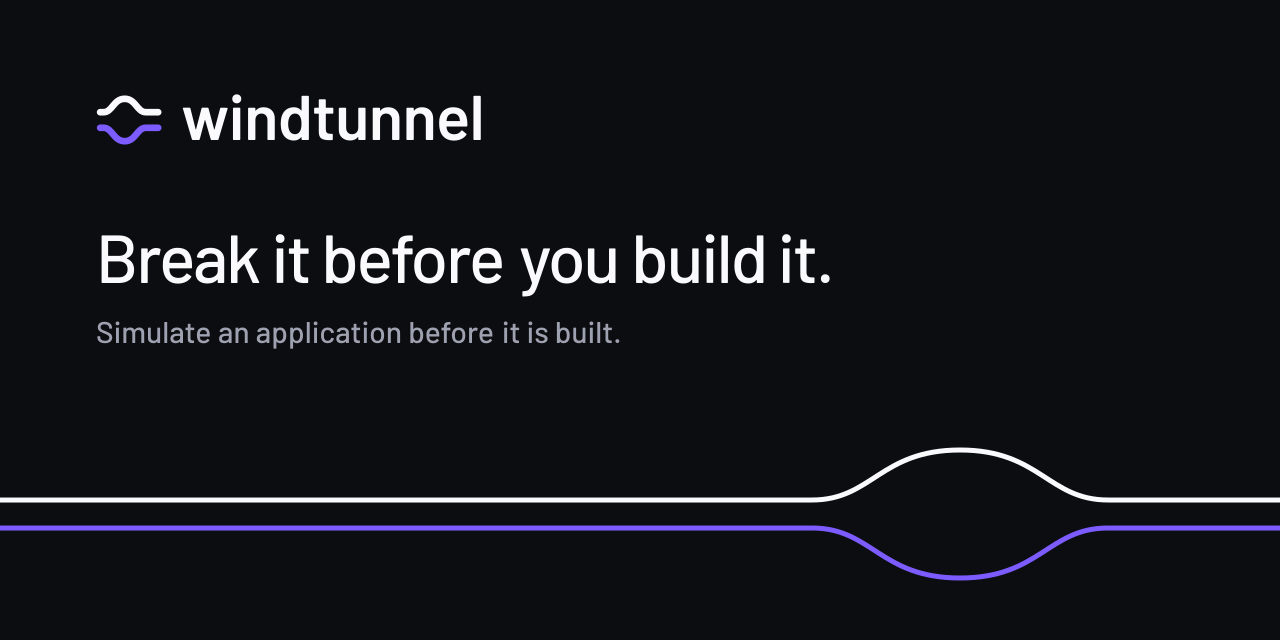 windtunnel
Break it before you build it.
Simulate an application before it is built.